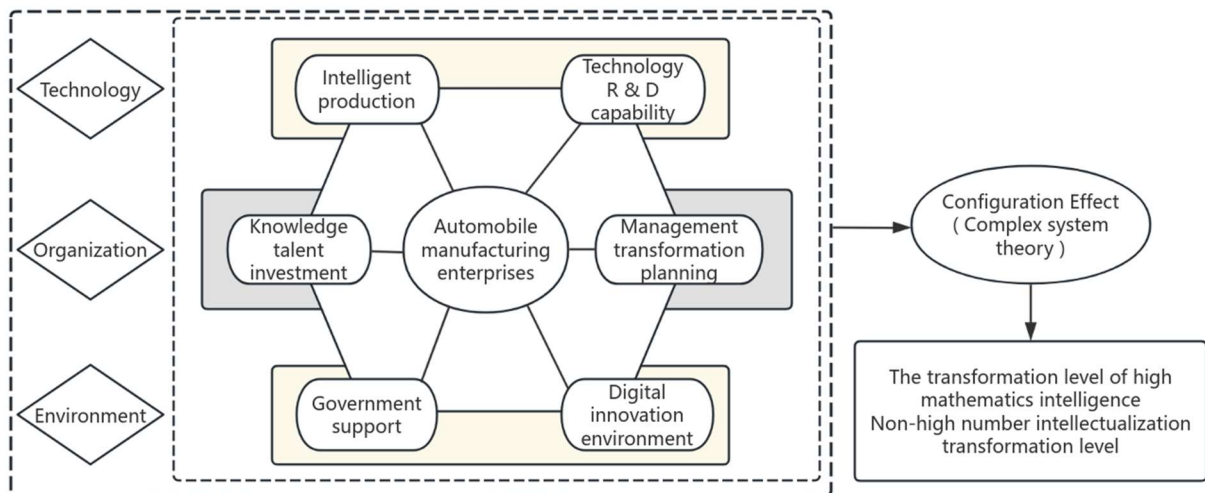 Technology
Intelligent
production
Technology
R & D
capability
Organization
Knowledge
talent
investment
Automobile
manufacturing
enterprises
Management
transformation
planning
Environment
Government
support
Digital
innovation
environment
Configuration Effect
( Complex system
theory )
The transformation level of high
mathematics intelligence
Non-high number intellectualization
transformation level